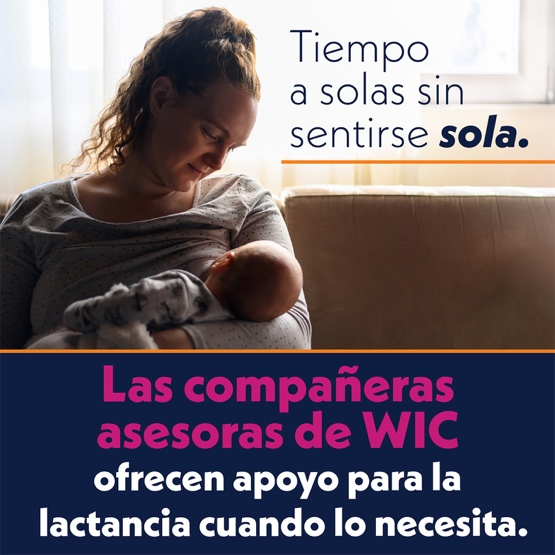 Tiempo
a solas sin
sentirse sola.
Las compañeras
asesoras de WIC
ofrecen apoyo para la
lactancia cuando lo necesita.